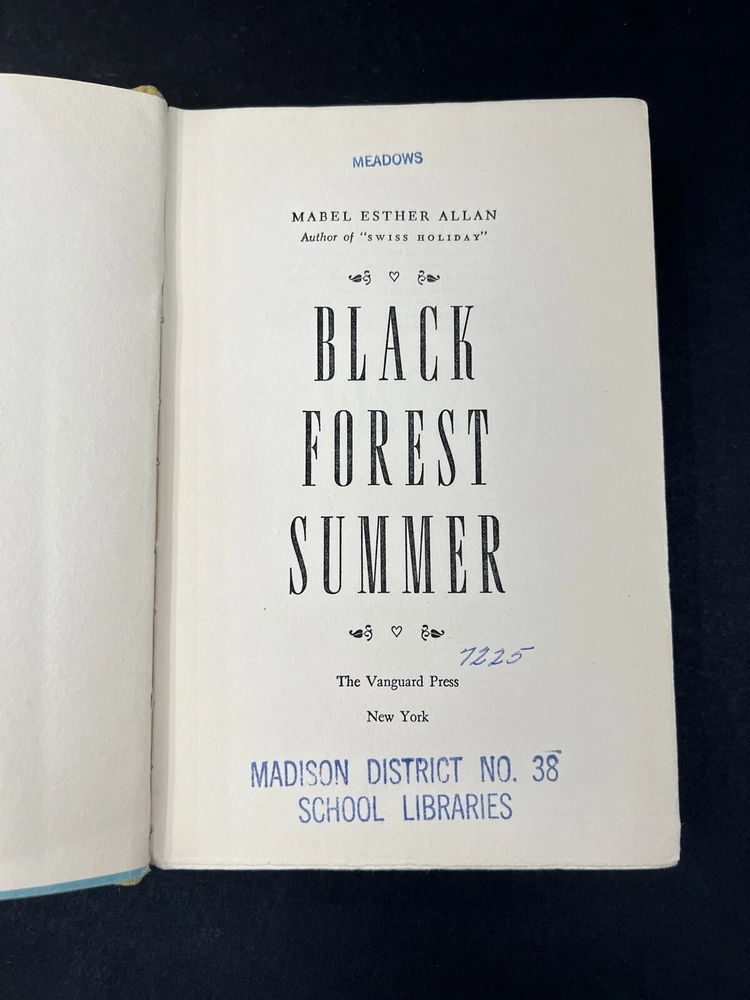 MEADOWS
MABEL ESTHER ALLAN
Author of "SWISS HOLIDAY"
BLACK
FOREST
SUMMER
7225
The Vanguard Press
New York
MADISON DISTRICT NO. 38
SCHOOL LIBRARIES